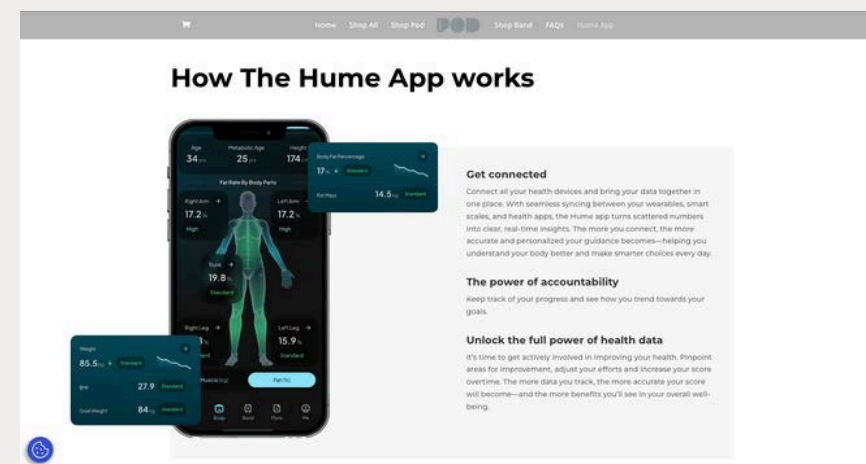 Home Shop All Shop Pod POD Shop Band FAQs Hume App
How The Hume App works
Age Metabolic Age Height
34 yrs 25 yrs 174
Fat Rate By Body Parts
Right Arm Left Arm
17.2 % 17.2 %
High High
Trunk
19.8 %
Standard
Right Leg Left Leg
15.9 %
Standard
Muscle (kg) Fat (%)
Body Boost More Me
Body Fat Percentage
17 % Standard
Fat Mass 14.5 kg Standard
Weight
85.5 kg Standard
BMI 27.9 Standard
Goal Weight 84 kg Standard
Get connected
Connect all your health devices and bring your data together in
one place. With seamless syncing between your wearables, smart
scales, and health apps, the Hume app turns scattered numbers
into clear, real-time insights. The more you connect, the more
accurate and personalized your guidance becomes—helping you
understand your body better and make smarter choices every day.
The power of accountability
Keep track of your progress and see how you trend towards your
goals.
Unlock the full power of health data
It's time to get actively involved in improving your health. Pinpoint
areas for improvement, adjust your efforts and increase your score
overtime. The more data you track, the more accurate your score
will become—and the more benefits you'll see in your overall well-
being.